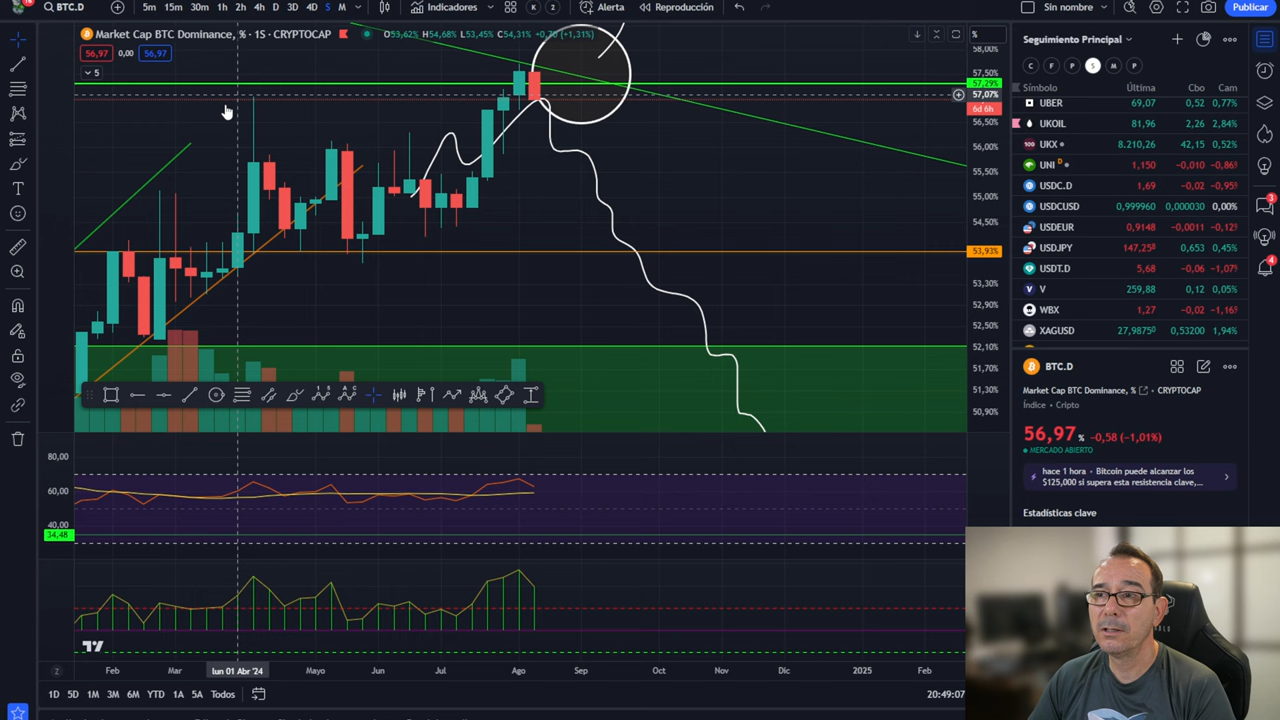 BTC.D
5m 15m 30m 1h 2h 4h D 3D 4D S M
Indicadores
Alerta
Reproducción
Sin nombre
Publicar
Market Cap BTC Dominance, % · 1S · CRYPTOCAP
O53,62% H54,68% L53,45% C54,31% +0,70 (+1,31%)
56,97 0,00 56,97
5
%
58,00%
57,50%
57,29%
57,07%
6d 6h
56,50%
56,00%
55,50%
55,00%
54,50%
53,93%
53,30%
52,90%
52,50%
52,10%
51,70%
51,30%
50,90%
80,00
60,00
40,00
34,48
Feb Mar lun 01 Abr '24 Mayo Jun Jul Ago Sep Oct Nov Dic 2025 Feb
1D 5D 1M 3M 6M YTD 1A 5A Todos
20:49:07
Seguimiento Principal
C F P S M P
Símbolo Última Cbo Cam
UBER 69,07 0,52 0,77%
UKOIL 81,96 2,26 2,84%
UKX 8.210,26 42,15 0,52%
UNI D 1,150 −0,010 −0,86%
USDC.D 1,69 −0,02 −0,95%
USDCUSD 0,999960 0,000030 0,00%
USDEUR 0,9148 −0,0011 −0,12%
USDJPY 147,258 0,653 0,45%
USDT.D 5,68 −0,06 −1,07%
V 259,88 0,12 0,05%
WBX 1,27 −0,02 −1,16%
XAGUSD 27,9875 0,53200 1,94%
BTC.D
Market Cap BTC Dominance, % · CRYPTOCAP
Índice · Cripto
56,97 % −0,58 (−1,01%)
MERCADO ABIERTO
hace 1 hora · Bitcoin puede alcanzar los
$125,000 si supera esta resistencia clave,...
Estadísticas clave